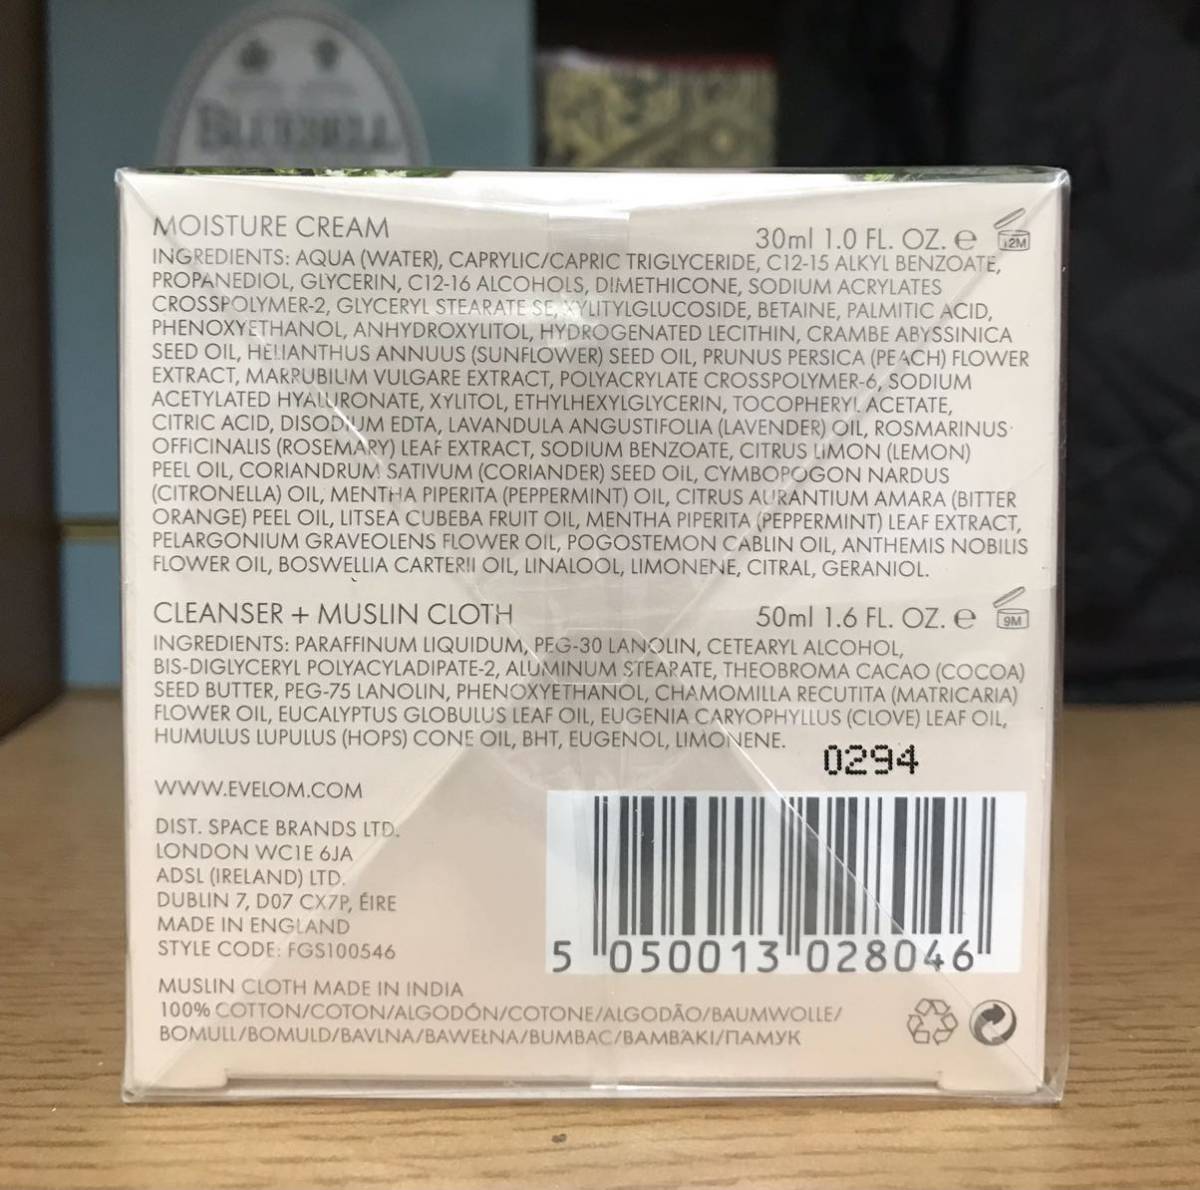 BLUEBELL
MOISTURE CREAM
30ml 1.0 FL. OZ. e 12M
INGREDIENTS: AQUA (WATER), CAPRYLIC/CAPRIC TRIGLYCERIDE, C12-15 ALKYL BENZOATE,
PROPANEDIOL, GLYCERIN, C12-16 ALCOHOLS, DIMETHICONE, SODIUM ACRYLATES
CROSSPOLYMER-2, GLYCERYL STEARATE SE, XYLITYLGLUCOSIDE, BETAINE, PALMITIC ACID,
PHENOXYETHANOL, ANHYDROXYLITOL, HYDROGENATED LECITHIN, CRAMBE ABYSSINICA
SEED OIL, HELIANTHUS ANNUUS (SUNFLOWER) SEED OIL, PRUNUS PERSICA (PEACH) FLOWER
EXTRACT, MARRUBIUM VULGARE EXTRACT, POLYACRYLATE CROSSPOLYMER-6, SODIUM
ACETYLATED HYALURONATE, XYLITOL, ETHYLHEXYLGLYCERIN, TOCOPHERYL ACETATE,
CITRIC ACID, DISODIUM EDTA, LAVANDULA ANGUSTIFOLIA (LAVENDER) OIL, ROSMARINUS
OFFICINALIS (ROSEMARY) LEAF EXTRACT, SODIUM BENZOATE, CITRUS LIMON (LEMON)
PEEL OIL, CORIANDRUM SATIVUM (CORIANDER) SEED OIL, CYMBOPOGON NARDUS
(CITRONELLA) OIL, MENTHA PIPERITA (PEPPERMINT) OIL, CITRUS AURANTIUM AMARA (BITTER
ORANGE) PEEL OIL, LITSEA CUBEBA FRUIT OIL, MENTHA PIPERITA (PEPPERMINT) LEAF EXTRACT,
PELARGONIUM GRAVEOLENS FLOWER OIL, POGOSTEMON CABLIN OIL, ANTHEMIS NOBILIS
FLOWER OIL, BOSWELLIA CARTERII OIL, LINALOOL, LIMONENE, CITRAL, GERANIOL.
CLEANSER + MUSLIN CLOTH
50ml 1.6 FL. OZ. e 9M
INGREDIENTS: PARAFFINUM LIQUIDUM, PEG-30 LANOLIN, CETEARYL ALCOHOL,
BIS-DIGLYCERYL POLYACYLADIPATE-2, ALUMINUM STEARATE, THEOBROMA CACAO (COCOA)
SEED BUTTER, PEG-75 LANOLIN, PHENOXYETHANOL, CHAMOMILLA RECUTITA (MATRICARIA)
FLOWER OIL, EUCALYPTUS GLOBULUS LEAF OIL, EUGENIA CARYOPHYLLUS (CLOVE) LEAF OIL,
HUMULUS LUPULUS (HOPS) CONE OIL, BHT, EUGENOL, LIMONENE.
0294
WWW.EVELOM.COM
DIST. SPACE BRANDS LTD.
LONDON WC1E 6JA
ADSL (IRELAND) LTD.
DUBLIN 7, D07 CX7P, ÉIRE
MADE IN ENGLAND
STYLE CODE: FGS100546
5 050013 028046
MUSLIN CLOTH MADE IN INDIA
100% COTTON/COTON/ALGODÓN/COTONE/ALGODÃO/BAUMWOLLE/
BOMULL/BOMULD/BAVLNA/BAWEŁNA/BUMBAC/ΒΑΜΒΆΚΙ/ПАМУК